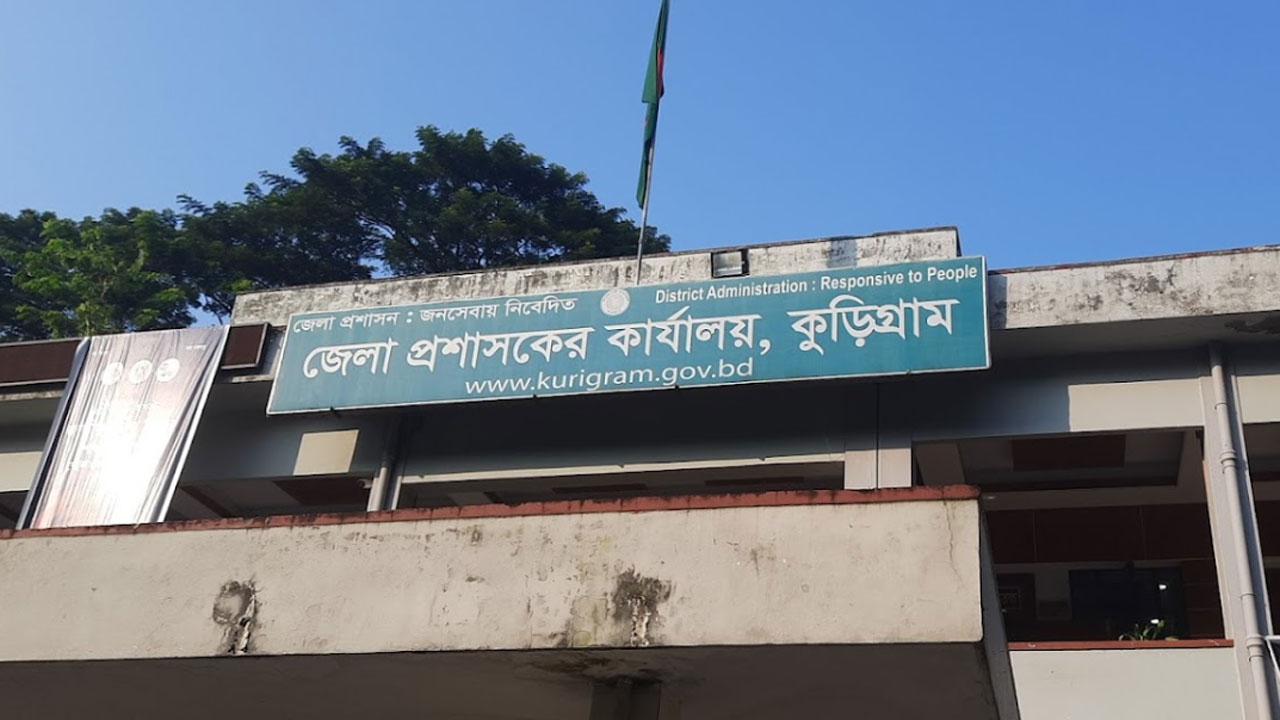 জেলা প্রশাসন : জনসেবায় নিবেদিত
District Administration : Responsive to People
জেলা প্রশাসকের কার্যালয়, কুড়িগ্রাম
www.kurigram.gov.bd